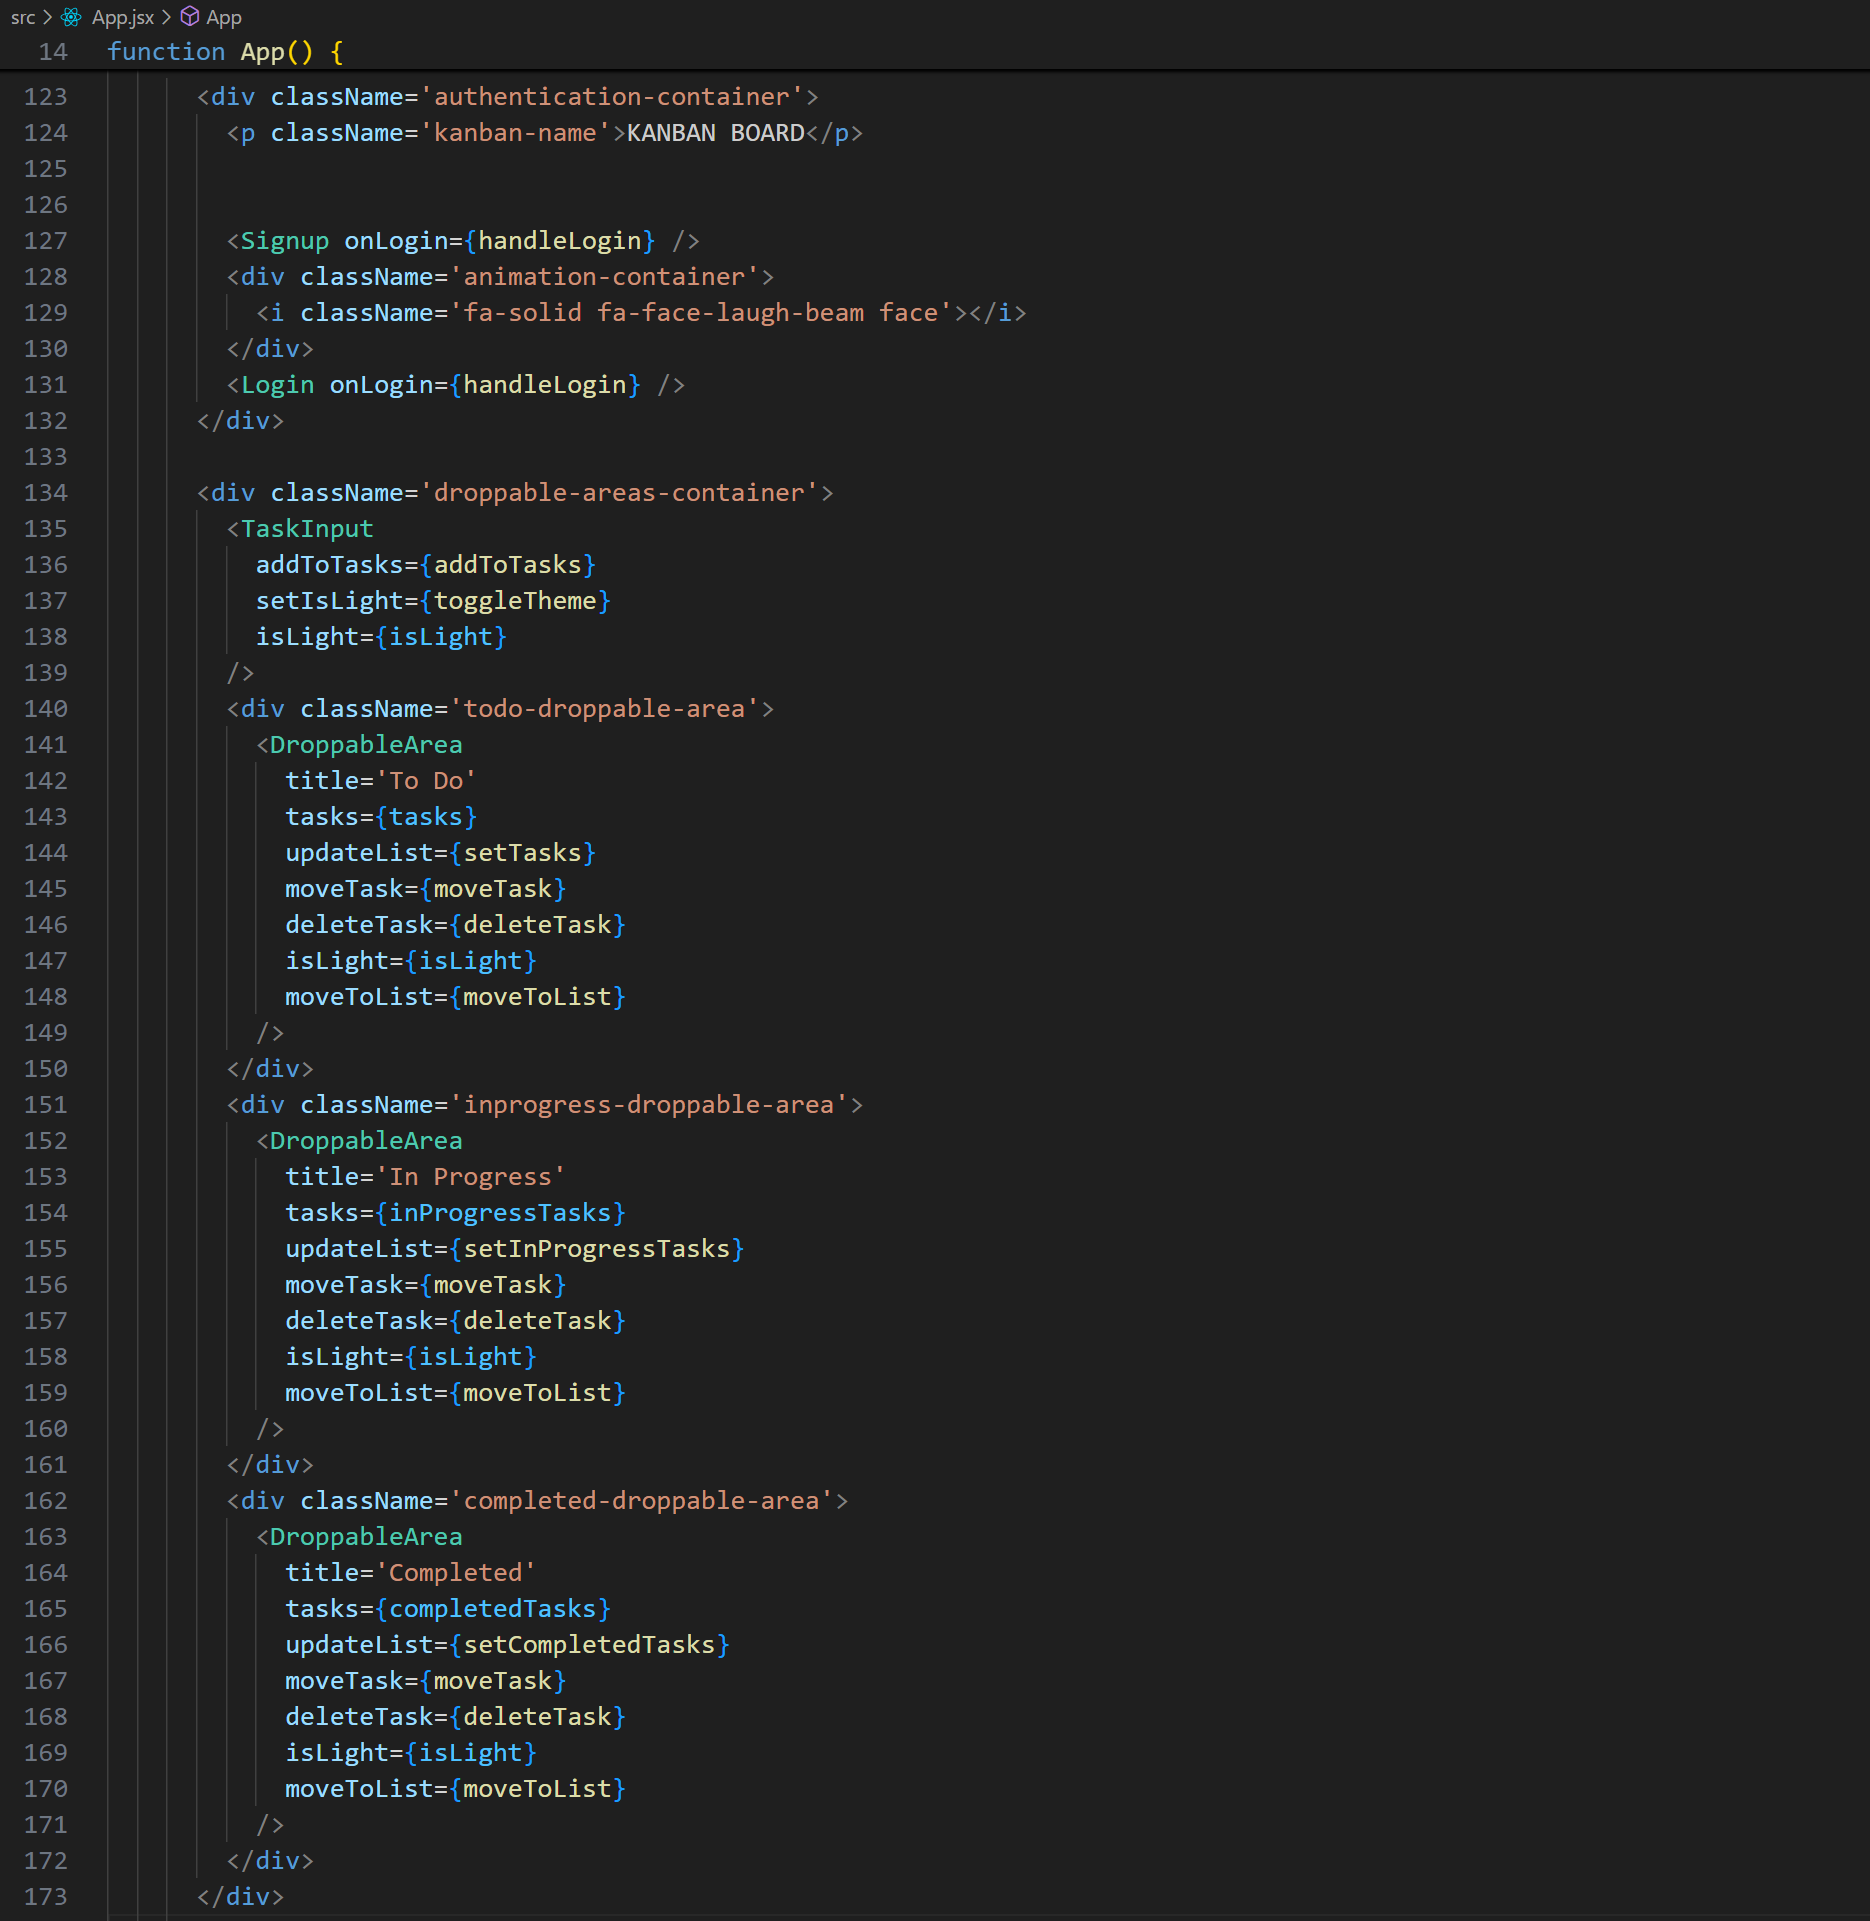 src > App.jsx > App
14 function App() {
123 <div className='authentication-container'>
124 <p className='kanban-name'>KANBAN BOARD</p>
125
126
127 <Signup onLogin={handleLogin} />
128 <div className='animation-container'>
129 <i className='fa-solid fa-face-laugh-beam face'></i>
130 </div>
131 <Login onLogin={handleLogin} />
132 </div>
133
134 <div className='droppable-areas-container'>
135 <TaskInput
136 addToTasks={addToTasks}
137 setIsLight={toggleTheme}
138 isLight={isLight}
139 />
140 <div className='todo-droppable-area'>
141 <DroppableArea
142 title='To Do'
143 tasks={tasks}
144 updateList={setTasks}
145 moveTask={moveTask}
146 deleteTask={deleteTask}
147 isLight={isLight}
148 moveToList={moveToList}
149 />
150 </div>
151 <div className='inprogress-droppable-area'>
152 <DroppableArea
153 title='In Progress'
154 tasks={inProgressTasks}
155 updateList={setInProgressTasks}
156 moveTask={moveTask}
157 deleteTask={deleteTask}
158 isLight={isLight}
159 moveToList={moveToList}
160 />
161 </div>
162 <div className='completed-droppable-area'>
163 <DroppableArea
164 title='Completed'
165 tasks={completedTasks}
166 updateList={setCompletedTasks}
167 moveTask={moveTask}
168 deleteTask={deleteTask}
169 isLight={isLight}
170 moveToList={moveToList}
171 />
172 </div>
173 </div>